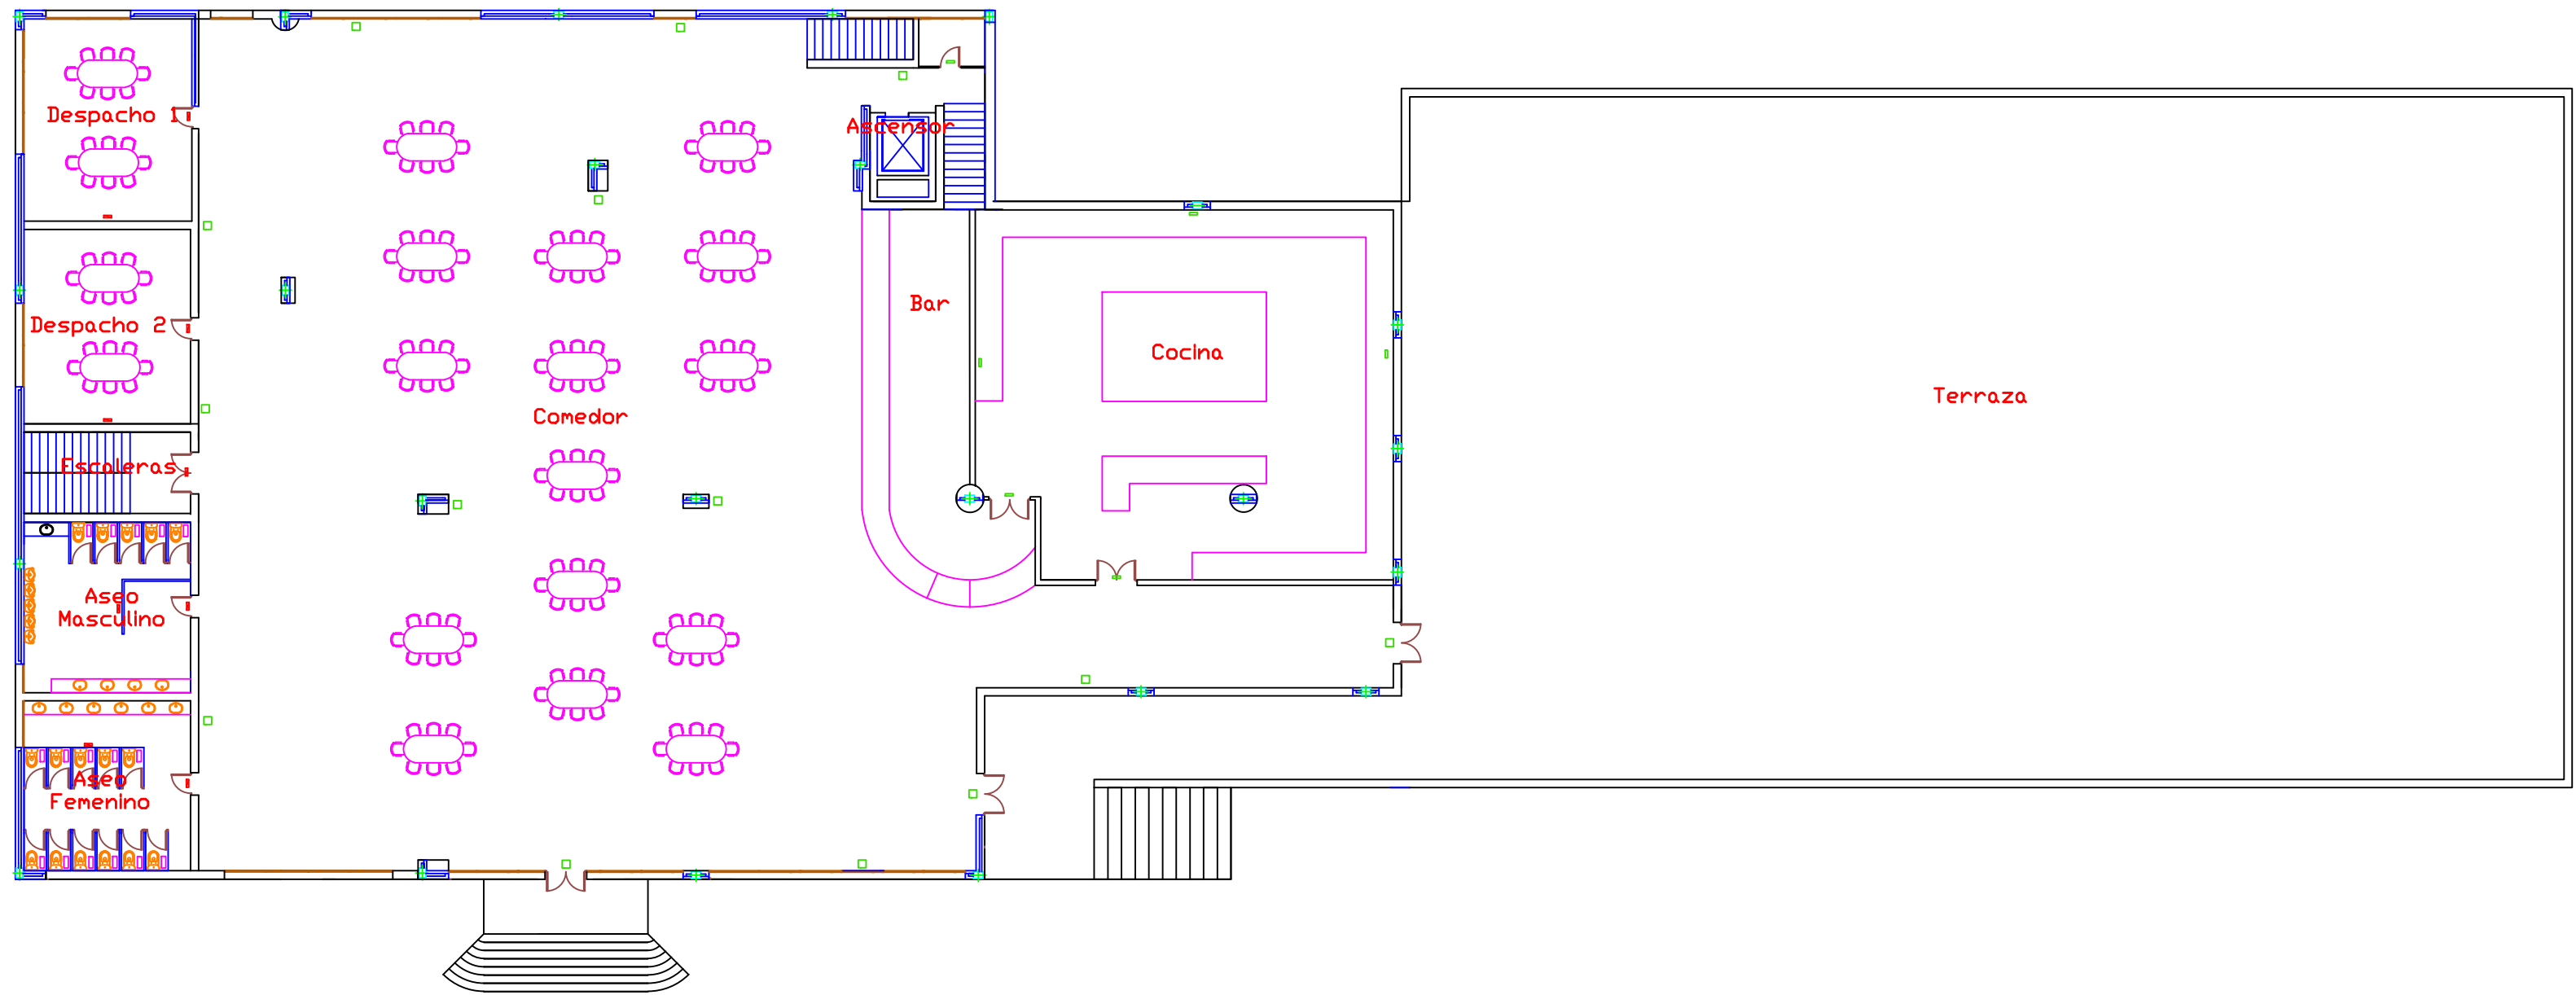 Despacho 1
Ascensor
Despacho 2
Bar
Cocina
Terraza
Comedor
Escaleras
Aseo
Masculino
Aseo
Femenino